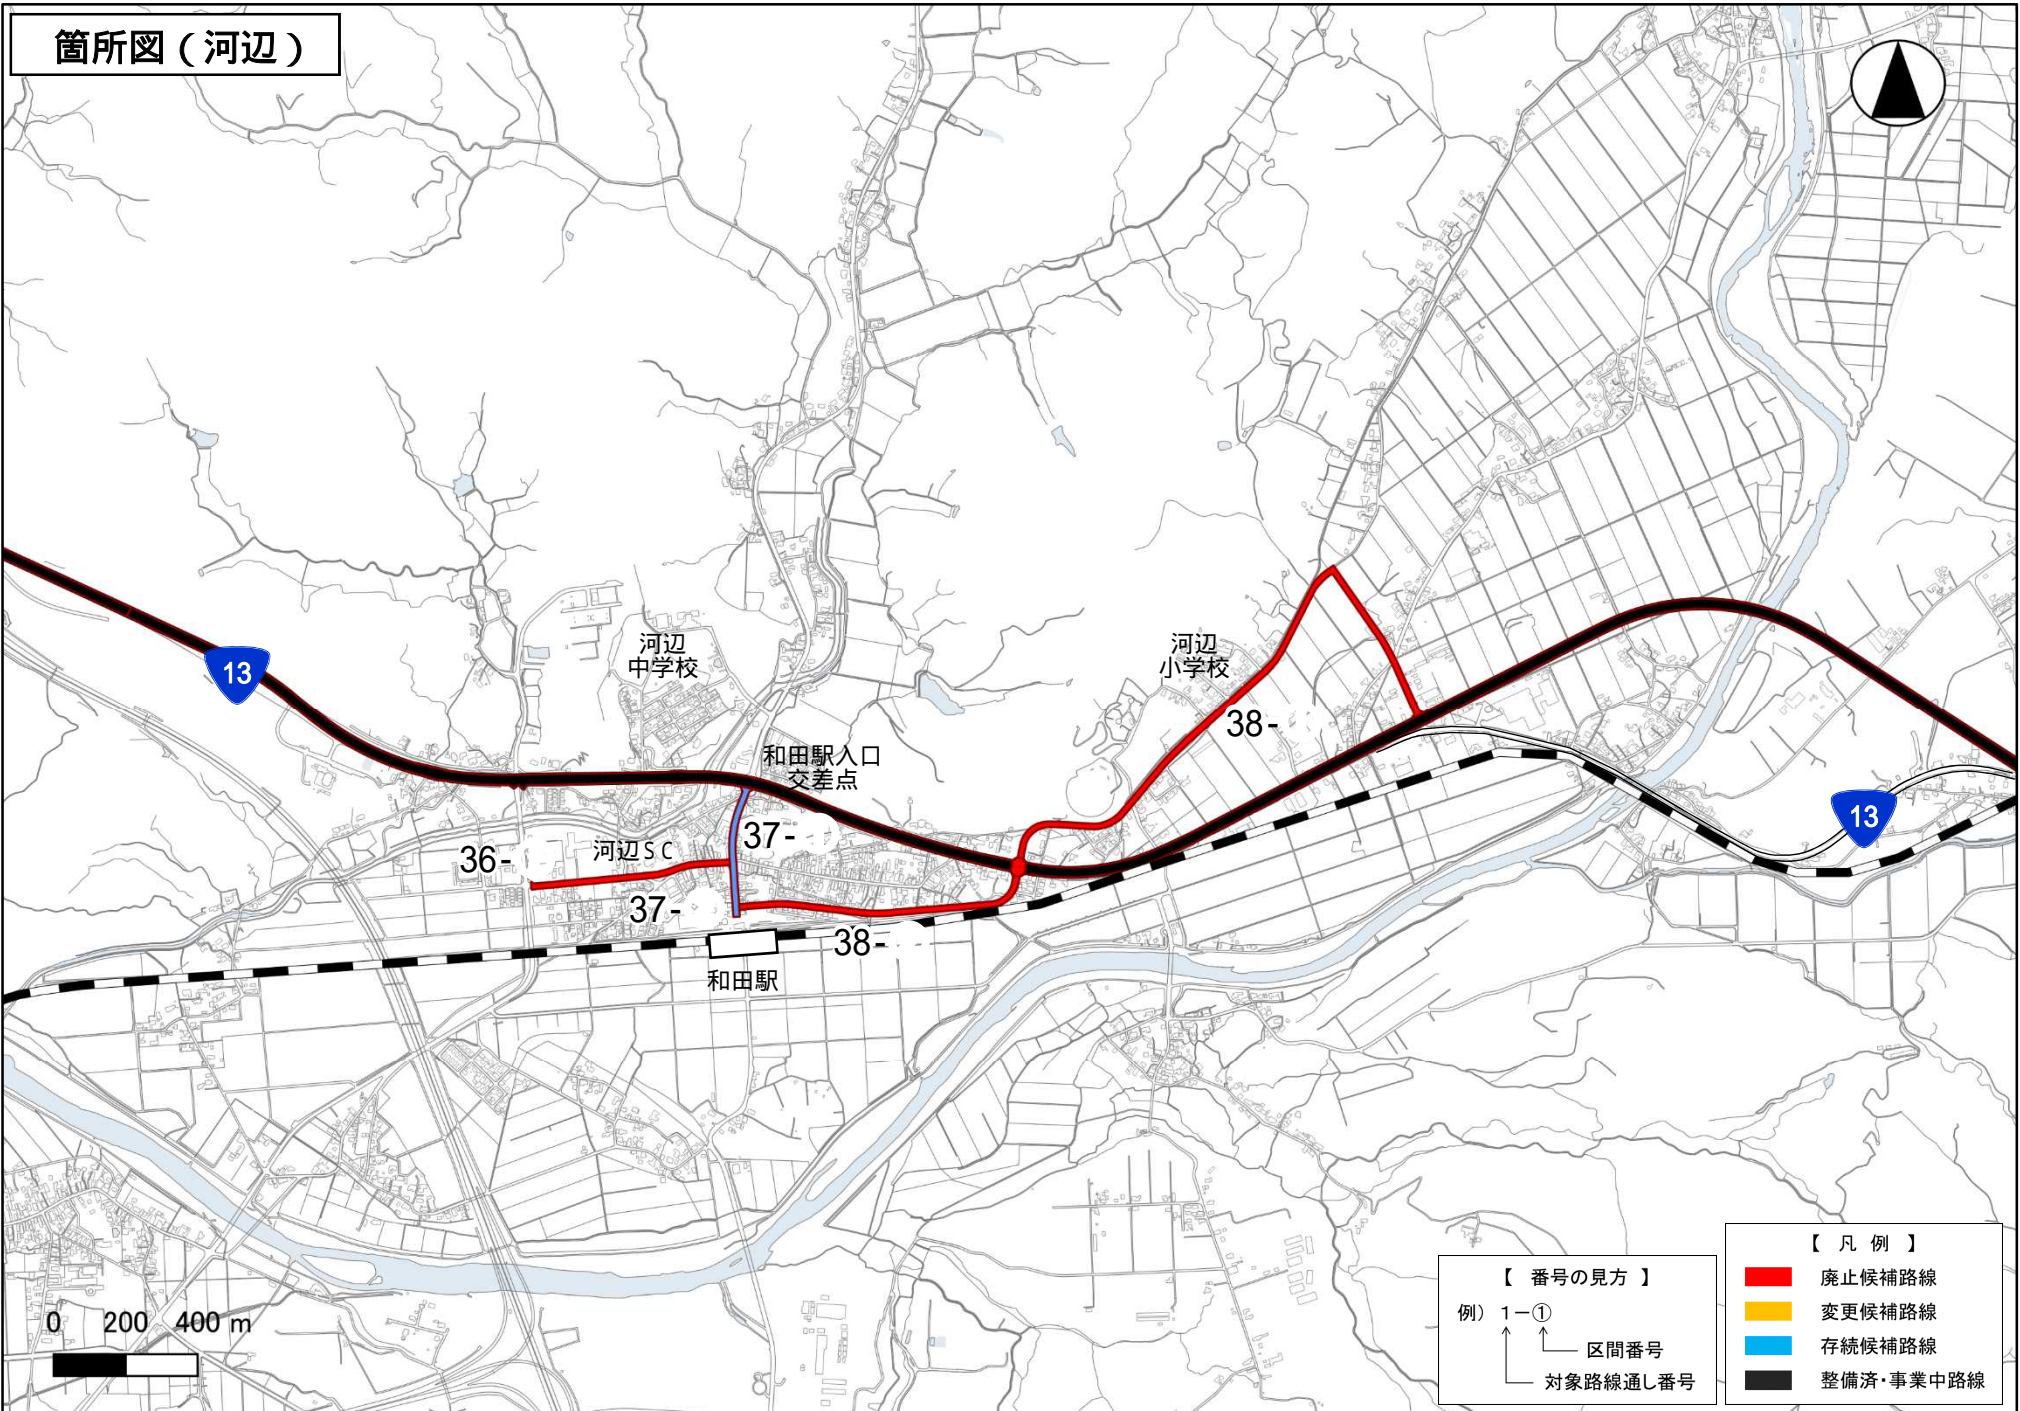 箇所図（河辺）
13
河辺
中学校
河辺
小学校
38-
和田駅入口
交差点
37-
36-
河辺ＳＣ
37-
38-
和田駅
13
0 200 400 m
【 番号の見方 】
例） 1－①
区間番号
対象路線通し番号
【 凡 例 】
廃止候補路線
変更候補路線
存続候補路線
整備済・事業中路線